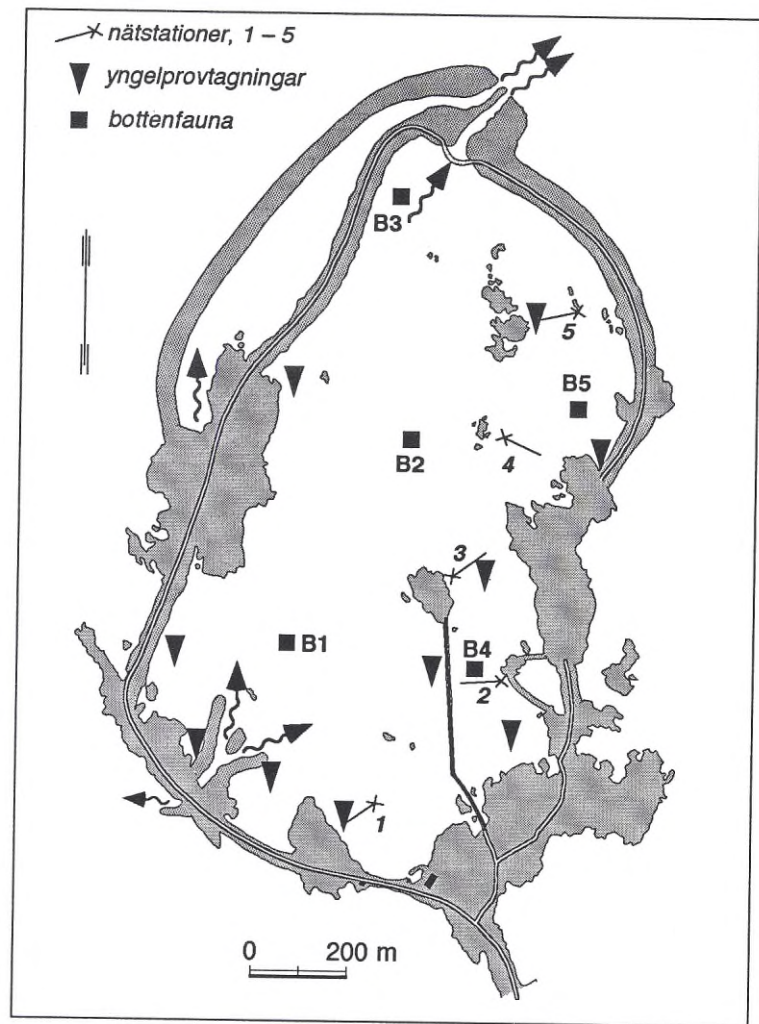 nätstationer, 1 – 5
yngelprovtagningar
bottenfauna
B3
5
B5
B2
4
3
B1
B4
2
1
0 200 m